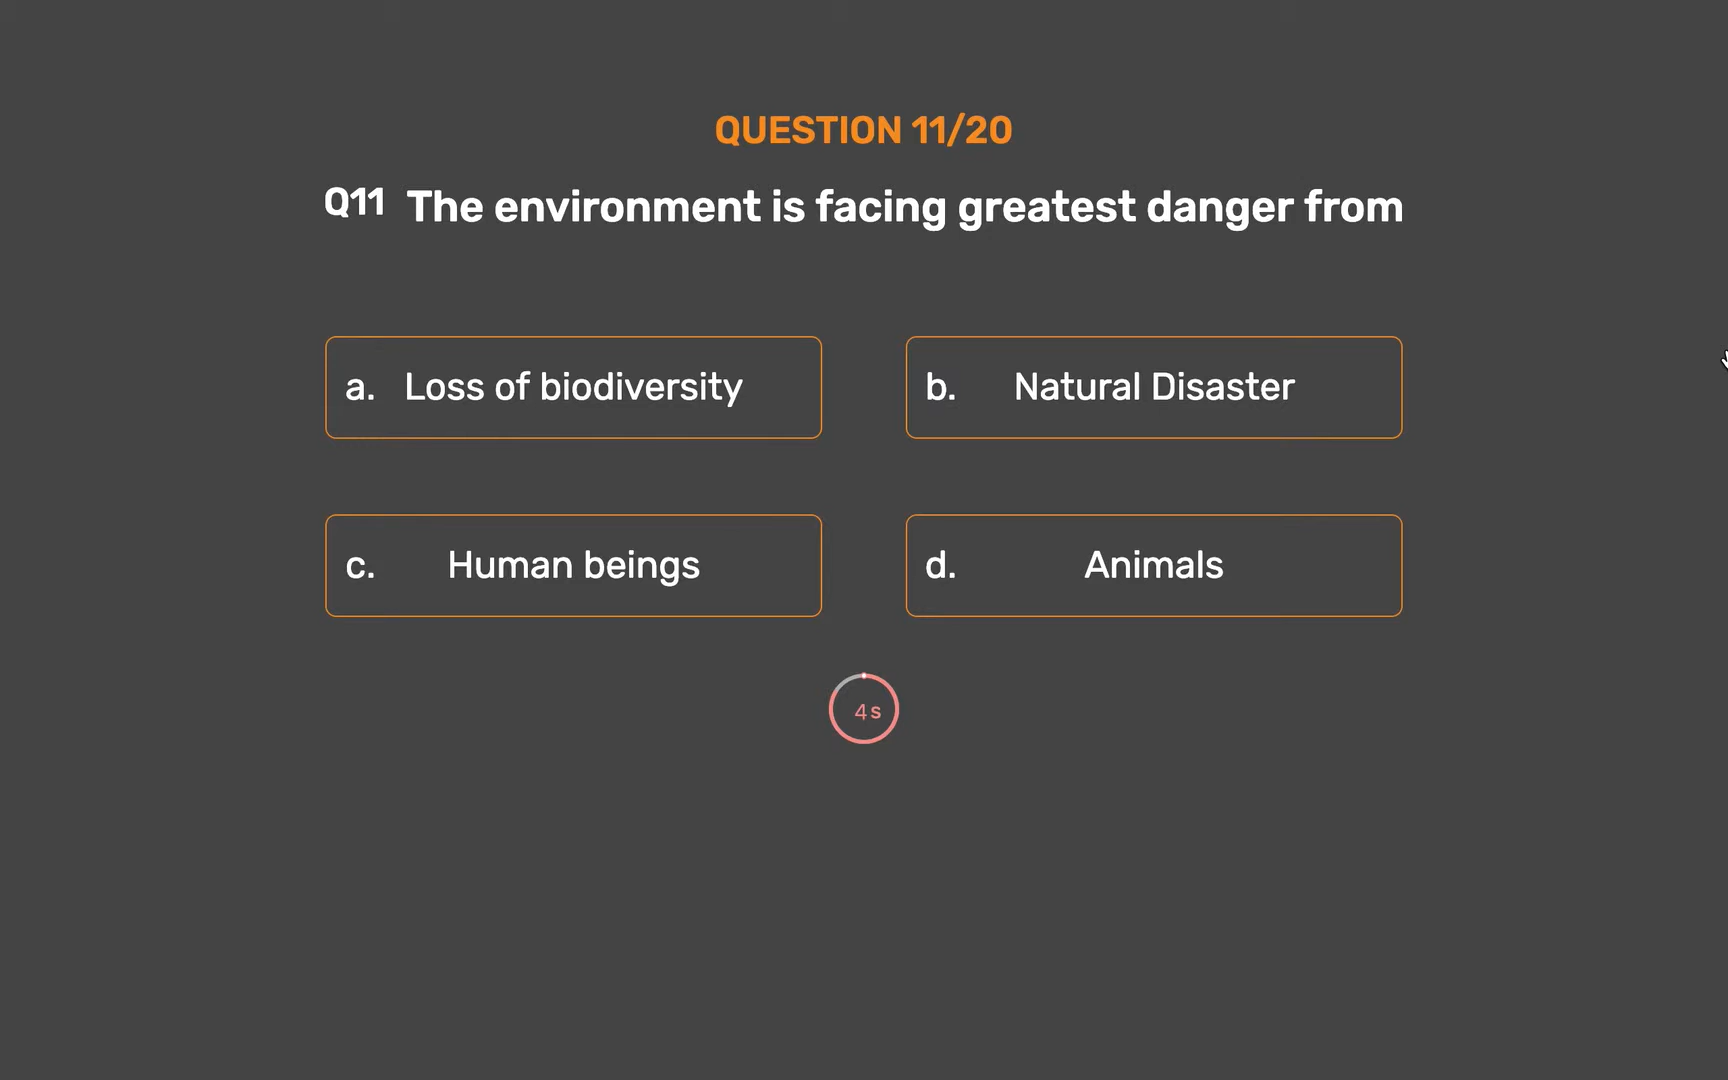 QUESTION 11/20
Q11 The environment is facing greatest danger from
a. Loss of biodiversity
b. Natural Disaster
c. Human beings
d. Animals
4 s